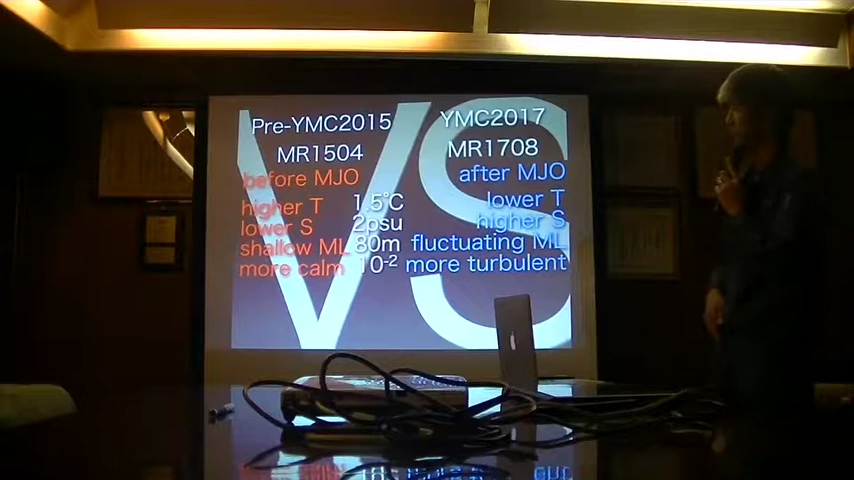 VS
Pre-YMC2015 YMC2017
MR1504 MR1708
before MJO after MJO
higher T 1.5°C lower T
lower S 2psu higher S
shallow ML 80m fluctuating ML
more calm 10-2 more turbulent